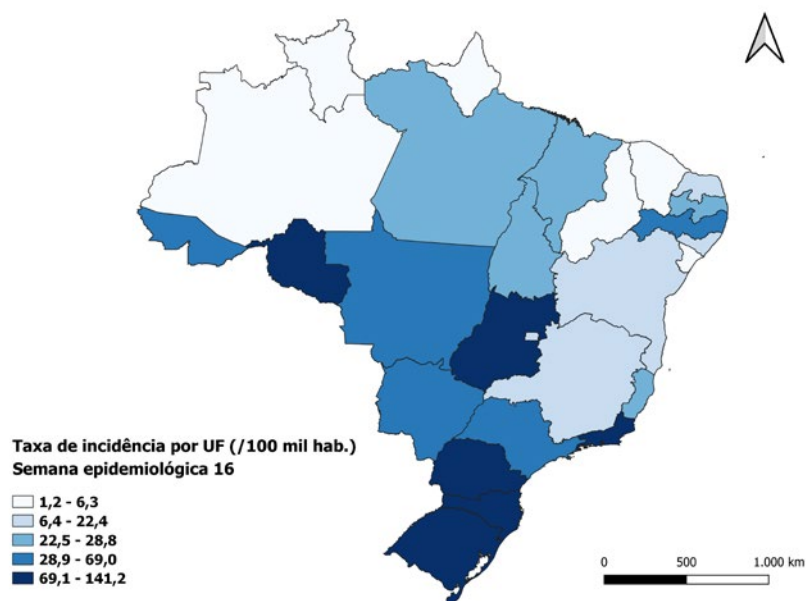 Taxa de incidência por UF (/100 mil hab.)
Semana epidemiológica 16
1,2 - 6,3
6,4 - 22,4
22,5 - 28,8
28,9 - 69,0
69,1 - 141,2
0 500 1.000 km